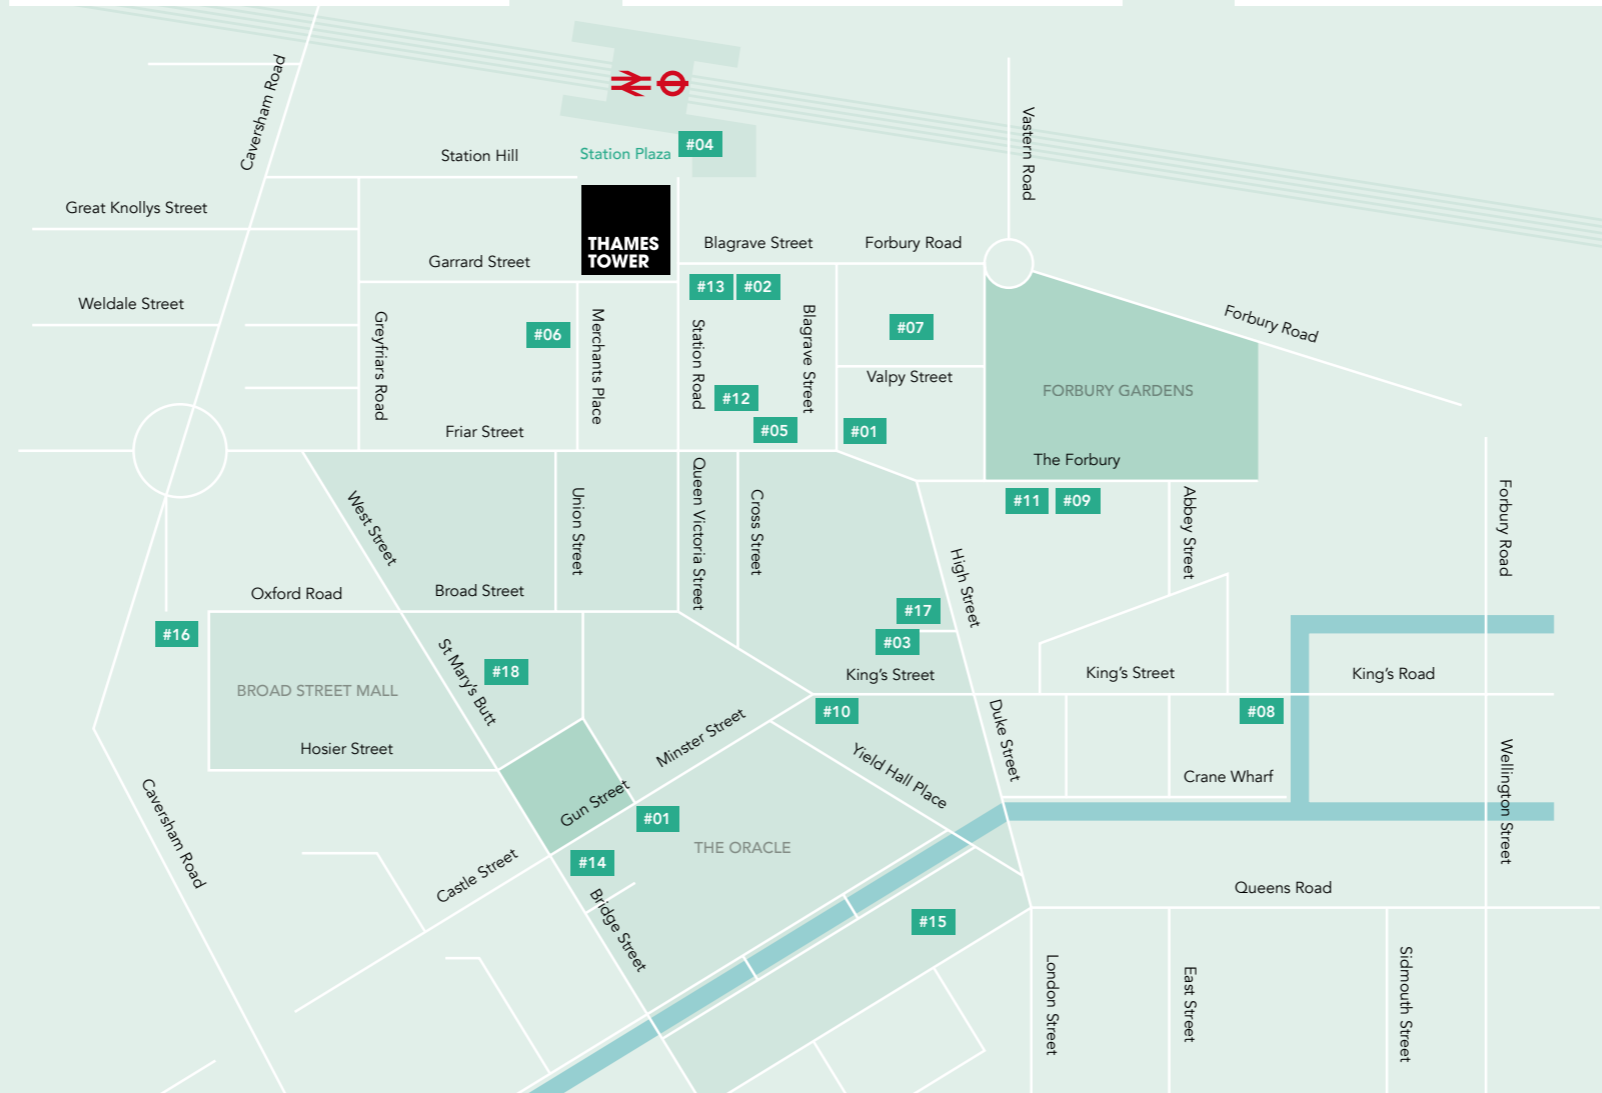 Caversham Road
Station Hill
Station Plaza
#04
Vastern Road
Great Knollys Street
THAMES
TOWER
Blagrave Street
Forbury Road
Garrard Street
#13
#02
Weldale Street
Greyfriars Road
#06
Merchants Place
Station Road
Blagrave Street
#07
Forbury Road
Valpy Street
FORBURY GARDENS
#12
Friar Street
#05
#01
The Forbury
West Street
Union Street
Queen Victoria Street
Cross Street
#11
#09
Abbey Street
Forbury Road
High Street
Oxford Road
Broad Street
#17
#16
#03
St Mary's Butt
#18
King's Street
King's Street
King's Road
BROAD STREET MALL
#10
#08
Hosier Street
Minster Street
Yield Hall Place
Duke Street
Wellington Street
Crane Wharf
Caversham Road
Gun Street
#01
THE ORACLE
#14
Castle Street
Bridge Street
Queens Road
#15
London Street
East Street
Sidmouth Street